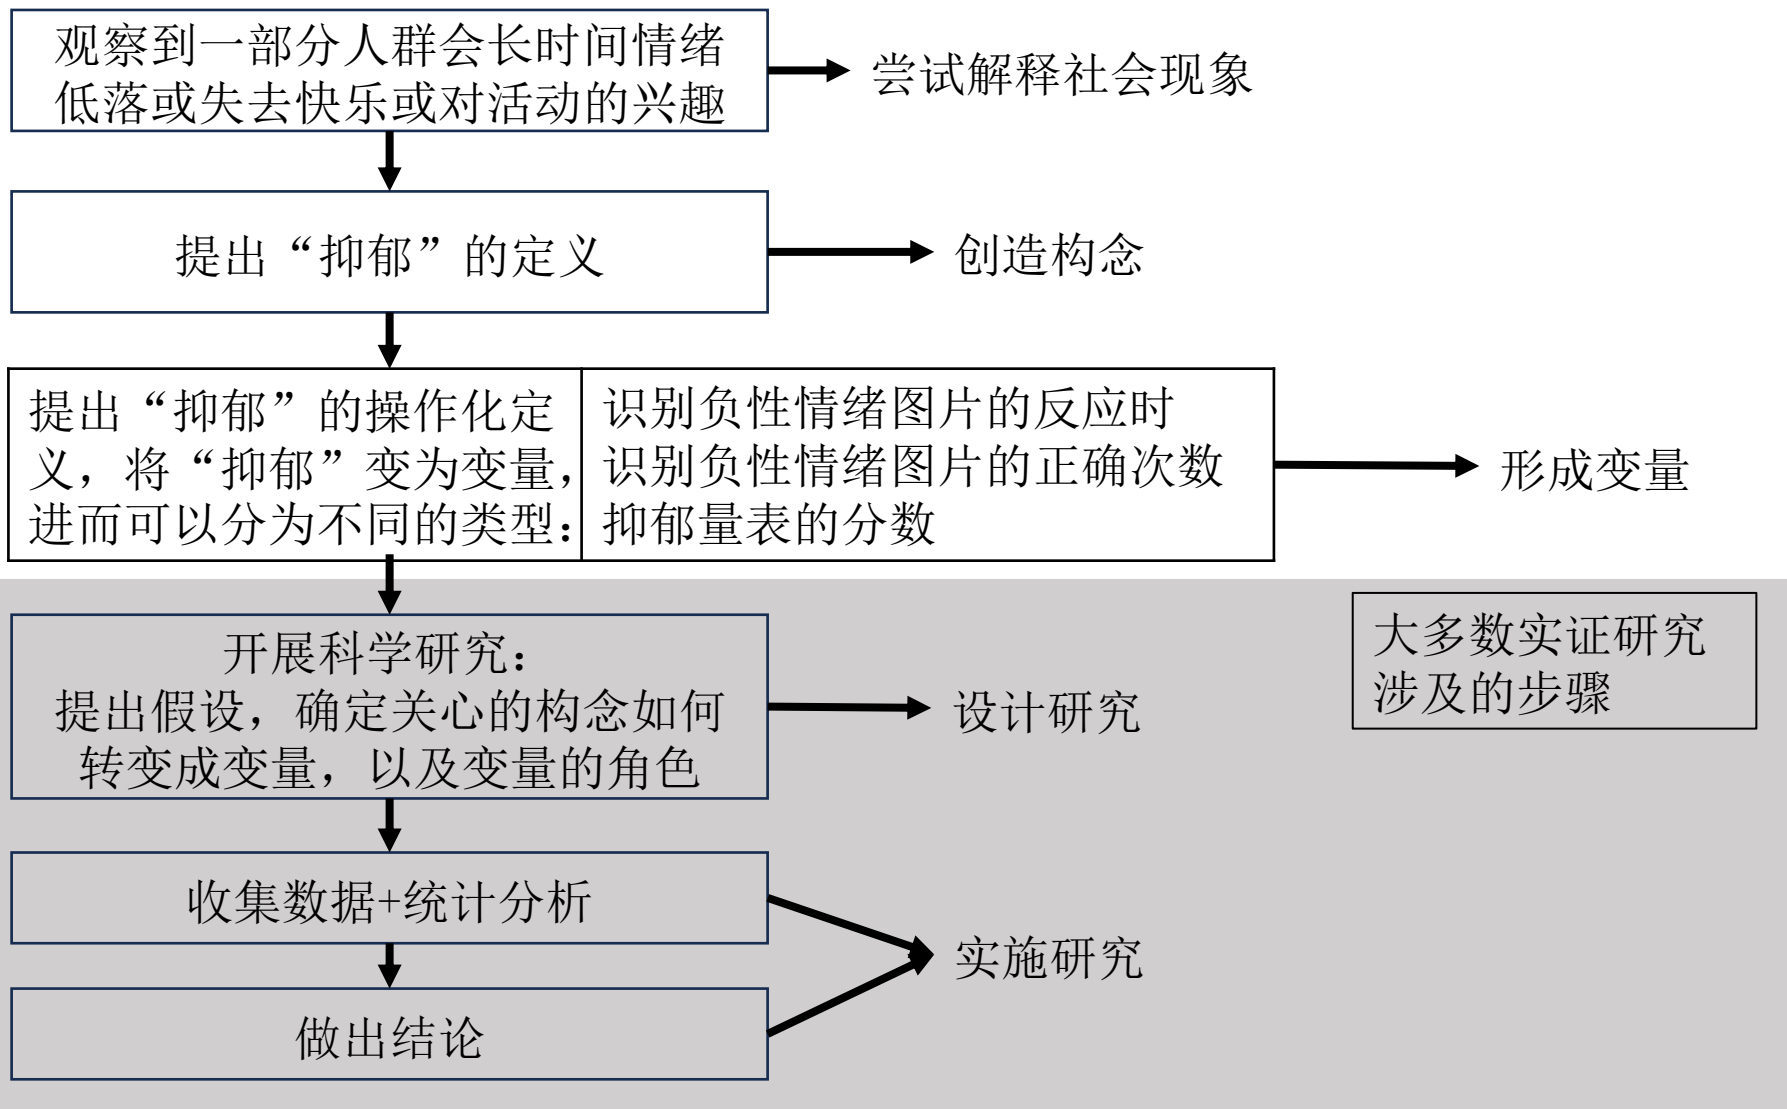 观察到一部分人群会长时间情绪
低落或失去快乐或对活动的兴趣
尝试解释社会现象
提出“抑郁”的定义
创造构念
提出“抑郁”的操作化定
义，将“抑郁”变为变量，
进而可以分为不同的类型：
识别负性情绪图片的反应时
识别负性情绪图片的正确次数
抑郁量表的分数
形成变量
大多数实证研究
涉及的步骤
开展科学研究：
提出假设，确定关心的构念如何
转变成变量，以及变量的角色
设计研究
收集数据+统计分析
实施研究
做出结论